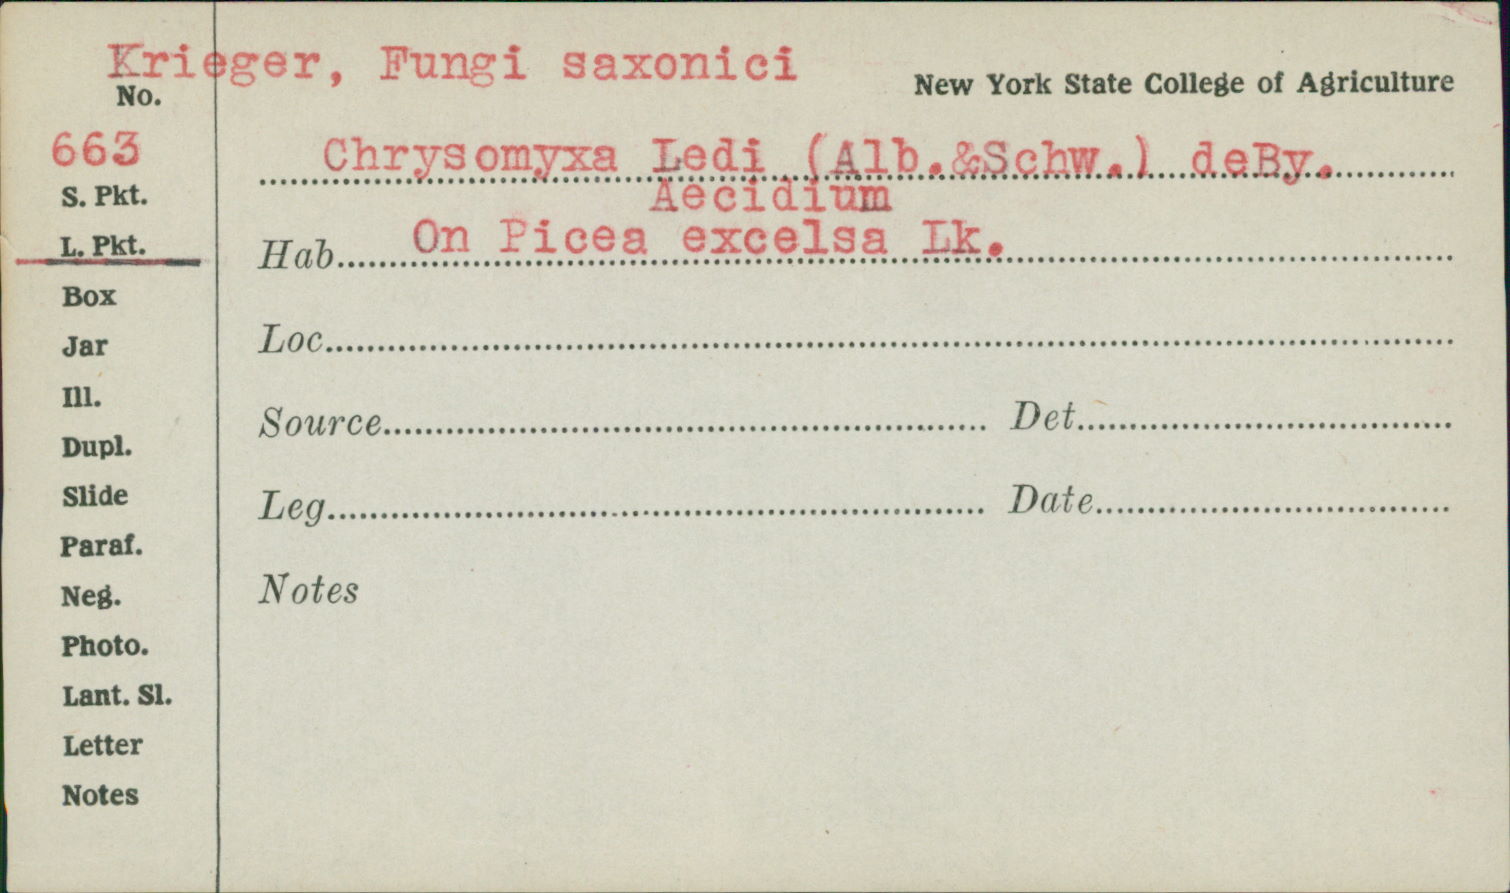 Krieger, Fungi saxonici
New York State College of Agriculture
No.
663
Chrysomyxa Ledi (Alb.&Schw.) deBy.
Aecidium
S. Pkt.
L. Pkt.
Hab. On Picea excelsa Lk.
Box
Jar
Loc.
Ill.
Source
Det.
Dupl.
Slide
Leg.
Date
Paraf.
Neg.
Notes
Photo.
Lant. Sl.
Letter
Notes